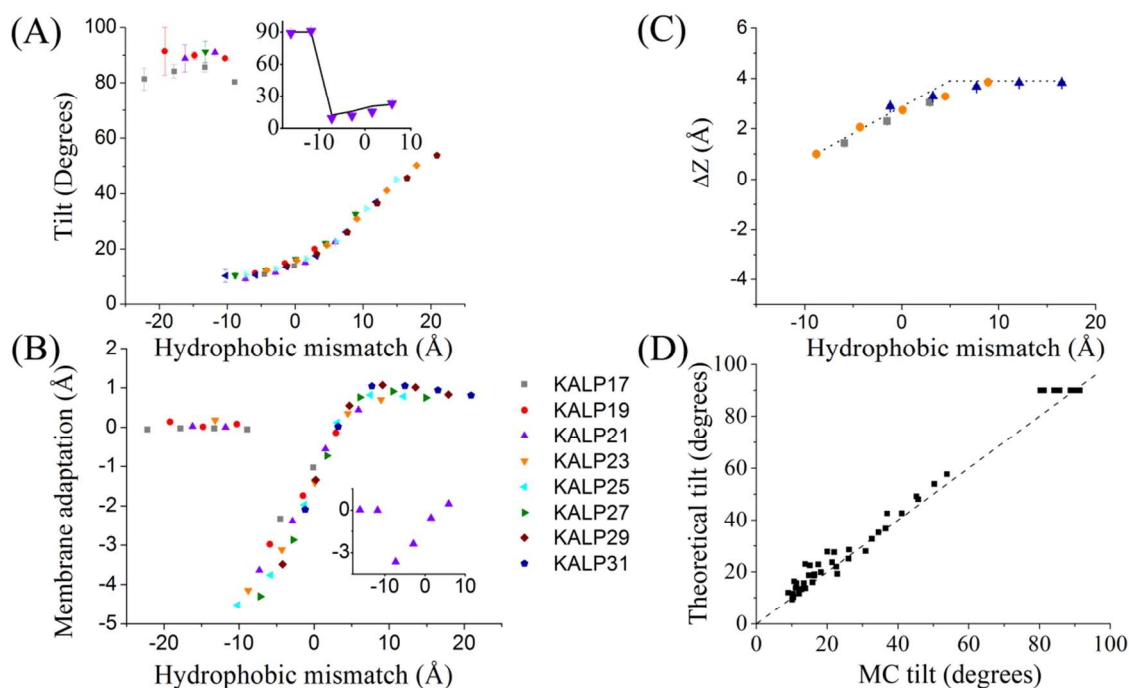 (A)
Tilt (Degrees)
100
80
60
40
20
0
-20 -10 0 10 20
Hydrophobic mismatch (Å)
90
60
30
0
-10 0 10
(B)
Membrane adaptation (Å)
2
1
0
-1
-2
-3
-4
-5
-20 -10 0 10 20
Hydrophobic mismatch (Å)
0
-3
-10 0 10
KALP17
KALP19
KALP21
KALP23
KALP25
KALP27
KALP29
KALP31
(C)
ΔZ (Å)
6
4
2
0
2
4
-10 0 10 20
Hydrophobic mismatch (Å)
(D)
Theoretical tilt (degrees)
100
80
60
40
20
0
0 20 40 60 80 100
MC tilt (degrees)